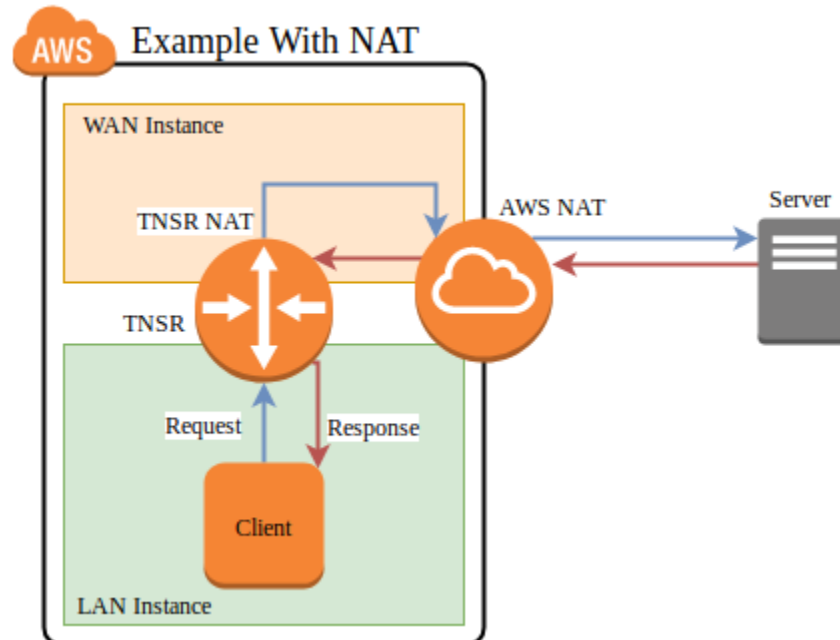 AWS
Example With NAT
WAN Instance
AWS NAT
Server
TNSR NAT
TNSR
Request
Response
Client
LAN Instance